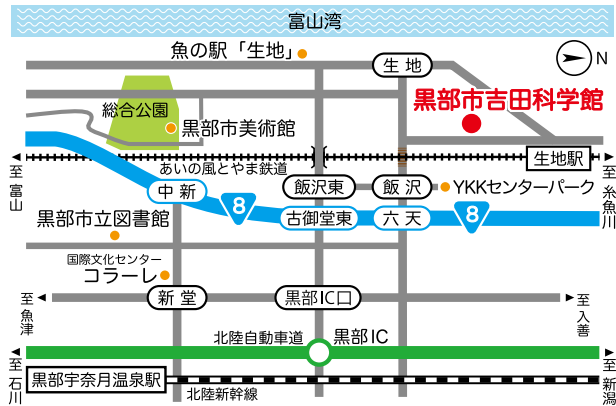 富山湾
魚の駅「生地」
生地
N
総合公園
黒部市美術館
黒部市吉田科学館
あいの風とやま鉄道
生地駅
至富山
中新
8
飯沢東
飯沢
YKKセンターパーク
至糸魚川
黒部市立図書館
古御堂東
六天
8
国際文化センター
コラーレ
至魚津
新堂
黒部IC口
至入善
北陸自動車道
黒部IC
至石川
黒部宇奈月温泉駅
北陸新幹線
至新潟